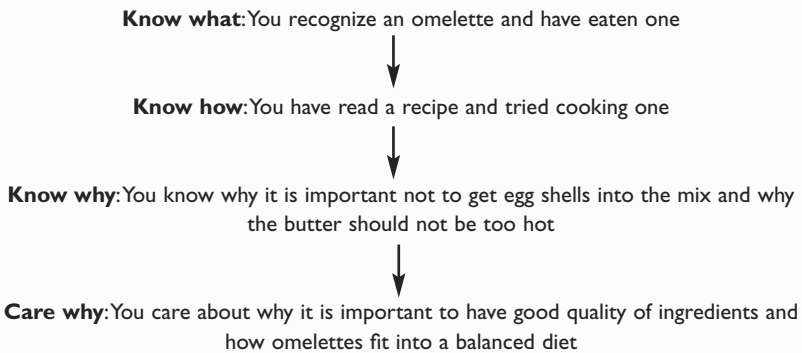 Know what: You recognize an omelette and have eaten one
Know how: You have read a recipe and tried cooking one
Know why: You know why it is important not to get egg shells into the mix and why
the butter should not be too hot
Care why: You care about why it is important to have good quality of ingredients and
how omelettes fit into a balanced diet